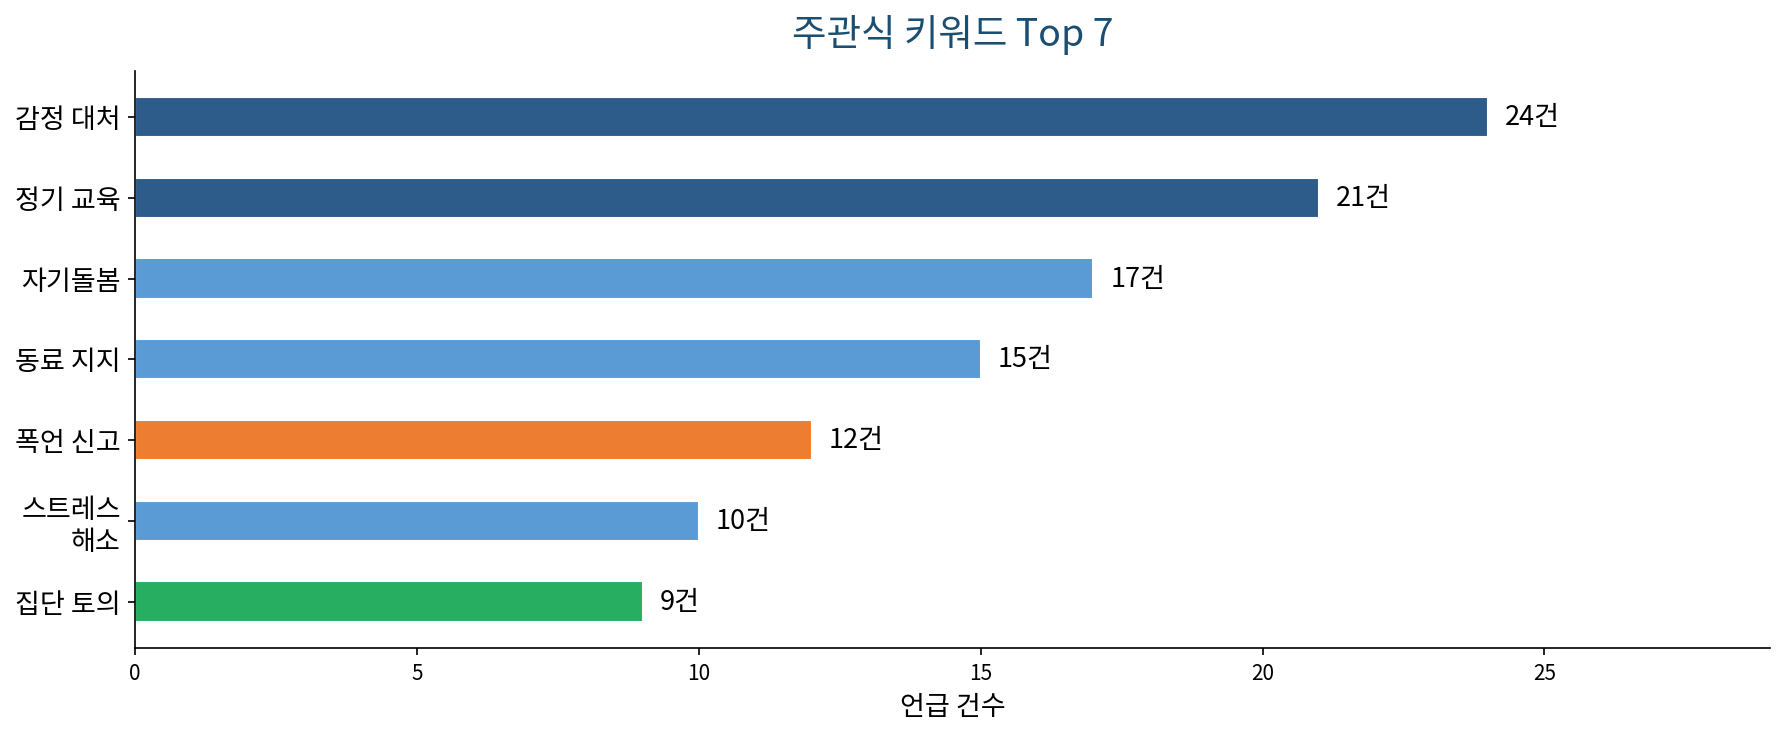 주관식 키워드 Top 7
감정 대처
24건
정기 교육
21건
자기돌봄
17건
동료 지지
15건
폭언 신고
12건
스트레스
해소
10건
집단 토의
9건
0
5
10
15
20
25
언급 건수